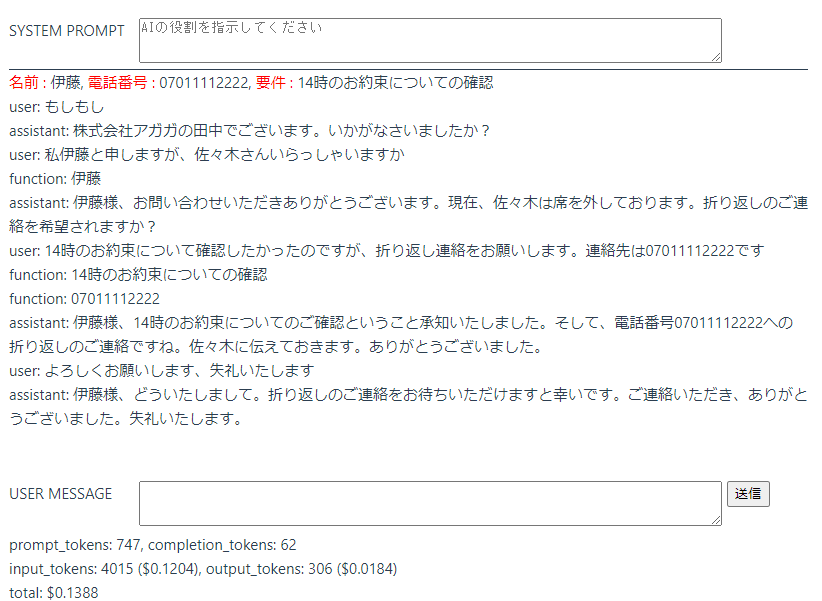 SYSTEM PROMPT
AIの役割を指示してください
名前 : 伊藤, 電話番号 : 07011112222, 要件 : 14時のお約束についての確認
user: もしもし
assistant: 株式会社アガガの田中でございます。いかがなさいましたか？
user: 私伊藤と申しますが、佐々木さんいらっしゃいますか
function: 伊藤
assistant: 伊藤様、お問い合わせいただきありがとうございます。現在、佐々木は席を外しております。折り返しのご連
絡を希望されますか？
user: 14時のお約束について確認したかったのですが、折り返し連絡をお願いします。連絡先は07011112222です
function: 14時のお約束についての確認
function: 07011112222
assistant: 伊藤様、14時のお約束についてのご確認ということ承知いたしました。そして、電話番号07011112222への
折り返しのご連絡ですね。佐々木に伝えておきます。ありがとうございました。
user: よろしくお願いします、失礼いたします
assistant: 伊藤様、どういたしまして。折り返しのご連絡をお待ちいただけますと幸いです。ご連絡いただき、ありがと
うございました。失礼いたします。
USER MESSAGE
送信
prompt_tokens: 747, completion_tokens: 62
input_tokens: 4015 ($0.1204), output_tokens: 306 ($0.0184)
total: $0.1388